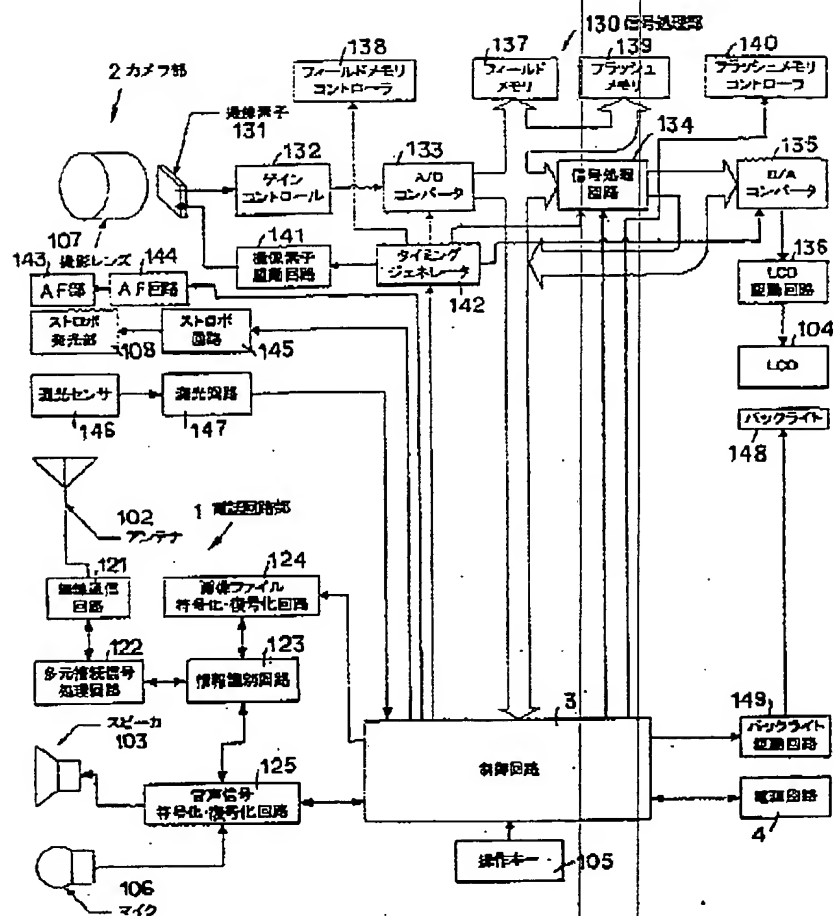 130 信号処理部
138
フィールドメモリ
コントローラ
137
フィールド
メモリ
139
フラッシュ
メモリ
140
フラッシュメモリ
コントローラ
2 カメラ部
撮像素子
131
132
ゲイン
コントロール
133
A/D
コンバータ
134
信号処理
回路
135
D/A
コンバータ
107
撮影レンズ
141
撮像素子
駆動回路
タイミング
ジェネレータ
142
136
LCD
駆動回路
143
AF部
144
AF回路
ストロボ
発光部
108
ストロボ
回路
145
104
LCD
測光センサ
146
測光回路
147
バックライト
148
102
アンテナ
1 電話回路部
121
無線通信
回路
124
画像ファイル
符号化・復号化回路
122
多元接続信号
処理回路
123
情報識別回路
スピーカ
103
125
音声信号
符号化・復号化回路
3
制御回路
149
バックライト
駆動回路
電源回路
4
操作キー
105
106
マイク